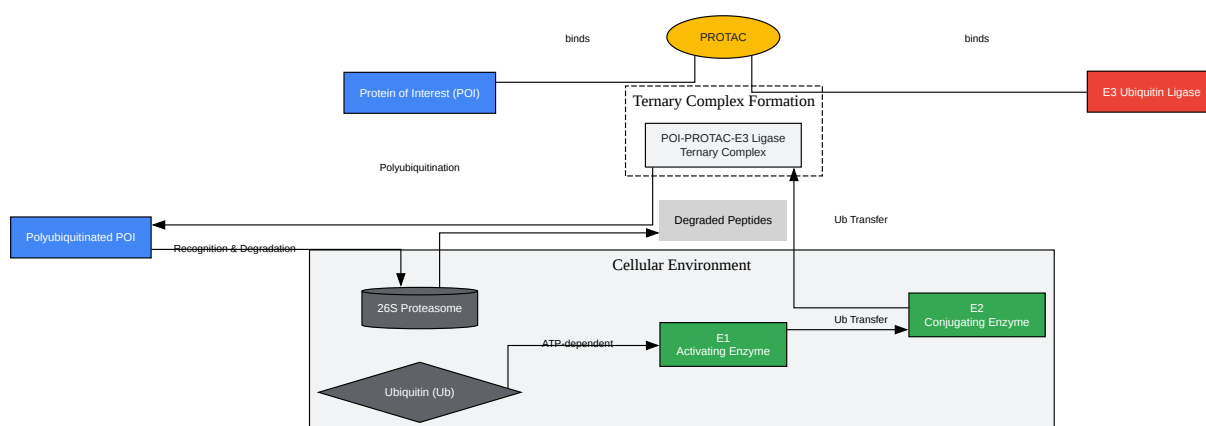 binds
PROTAC
binds
Protein of Interest (POI)
E3 Ubiquitin Ligase
Ternary Complex Formation
POI-PROTAC-E3 Ligase
Ternary Complex
Polyubiquitination
Degraded Peptides
Ub Transfer
Polyubiquitinated POI
Recognition & Degradation
Cellular Environment
26S Proteasome
E2
Conjugating Enzyme
Ub Transfer
E1
Activating Enzyme
ATP-dependent
Ubiquitin (Ub)